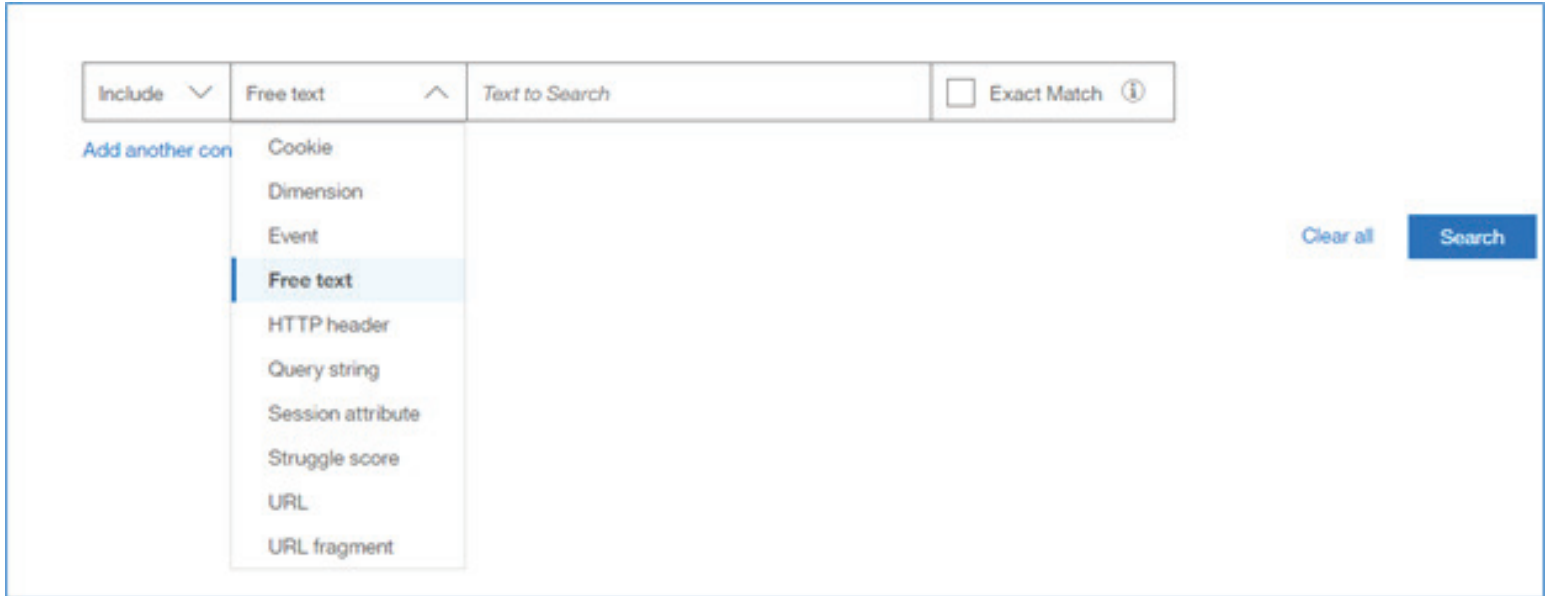 Include Free text Text to Search Exact Match
Add another con
Cookie
Dimension
Event
Clear all Search
Free text
HTTP header
Query string
Session attribute
Struggle score
URL
URL fragment